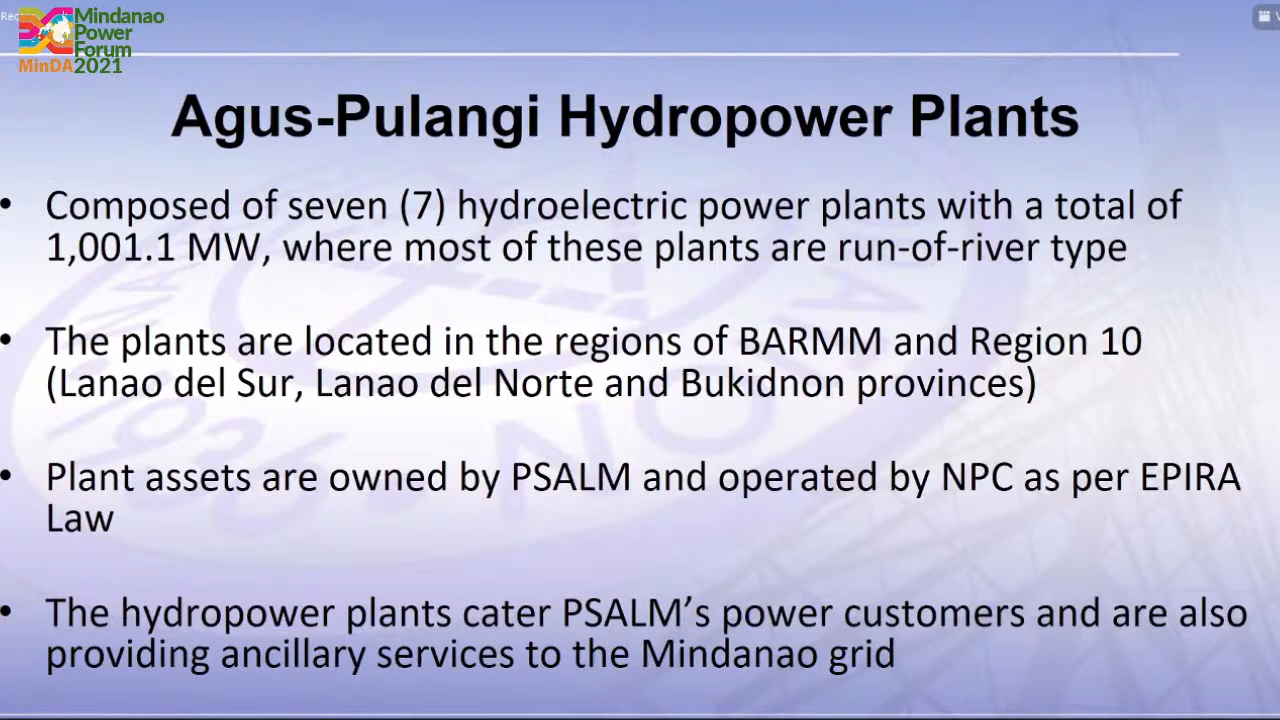 Rec
Mindanao
Power
Forum
MinDA 2021
Agus-Pulangi Hydropower Plants
• Composed of seven (7) hydroelectric power plants with a total of
1,001.1 MW, where most of these plants are run-of-river type
• The plants are located in the regions of BARMM and Region 10
(Lanao del Sur, Lanao del Norte and Bukidnon provinces)
• Plant assets are owned by PSALM and operated by NPC as per EPIRA
Law
• The hydropower plants cater PSALM’s power customers and are also
providing ancillary services to the Mindanao grid